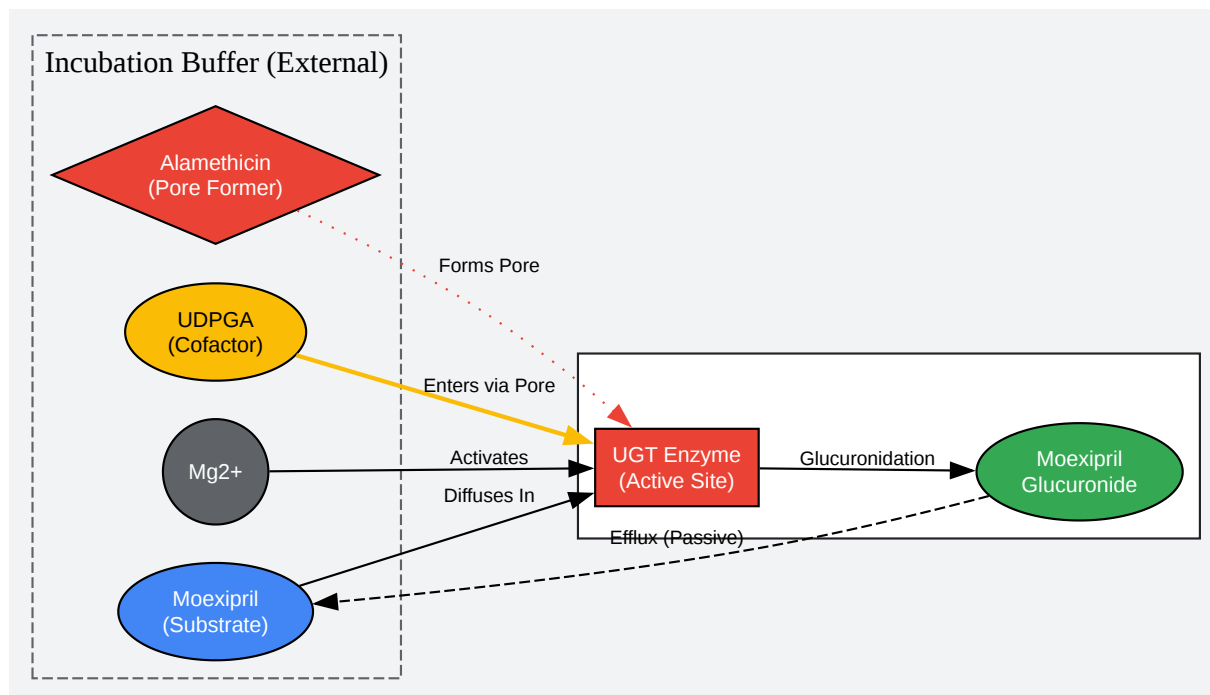 Incubation Buffer (External)
Alamethicin
(Pore Former)
Forms Pore
UDPGA
(Cofactor)
Enters via Pore
Mg2+
Activates
Diffuses In
UGT Enzyme
(Active Site)
Glucuronidation
Moexipril
Glucuronide
Efflux (Passive)
Moexipril
(Substrate)